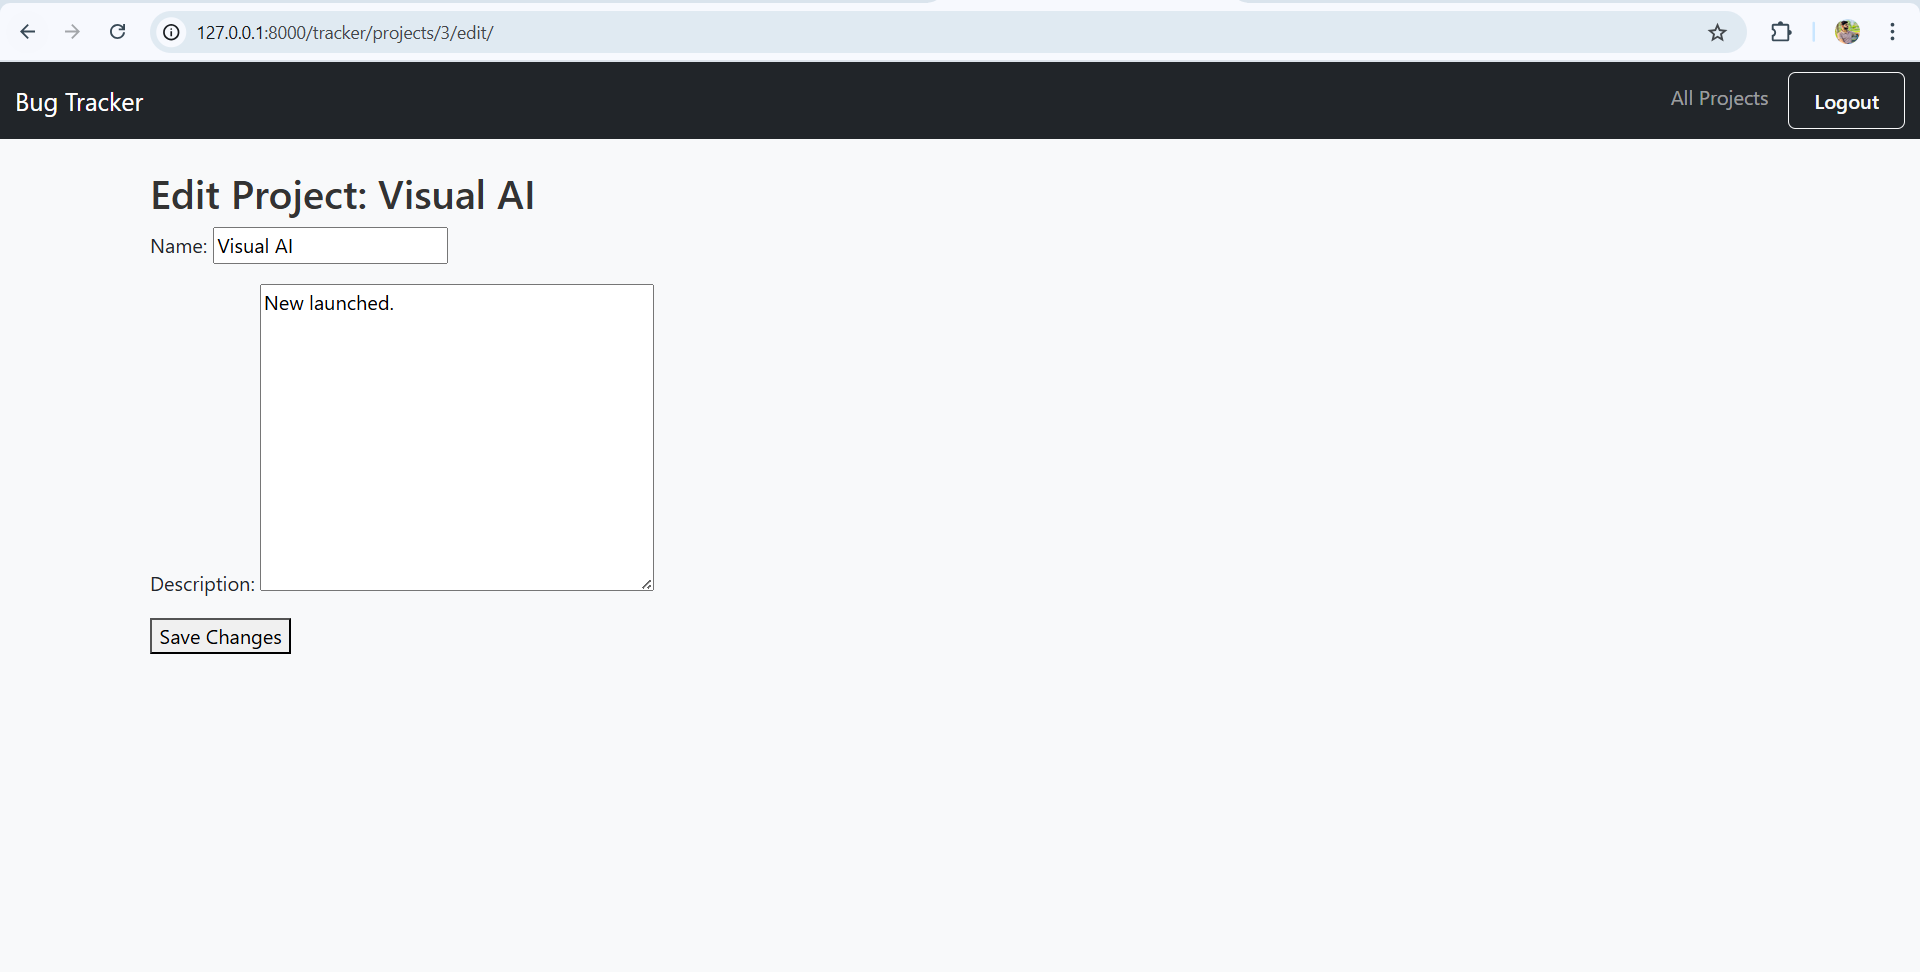 127.0.0.1:8000/tracker/projects/3/edit/
Bug Tracker
All Projects
Logout
Edit Project: Visual AI
Name: Visual AI
New launched.
Description:
Save Changes